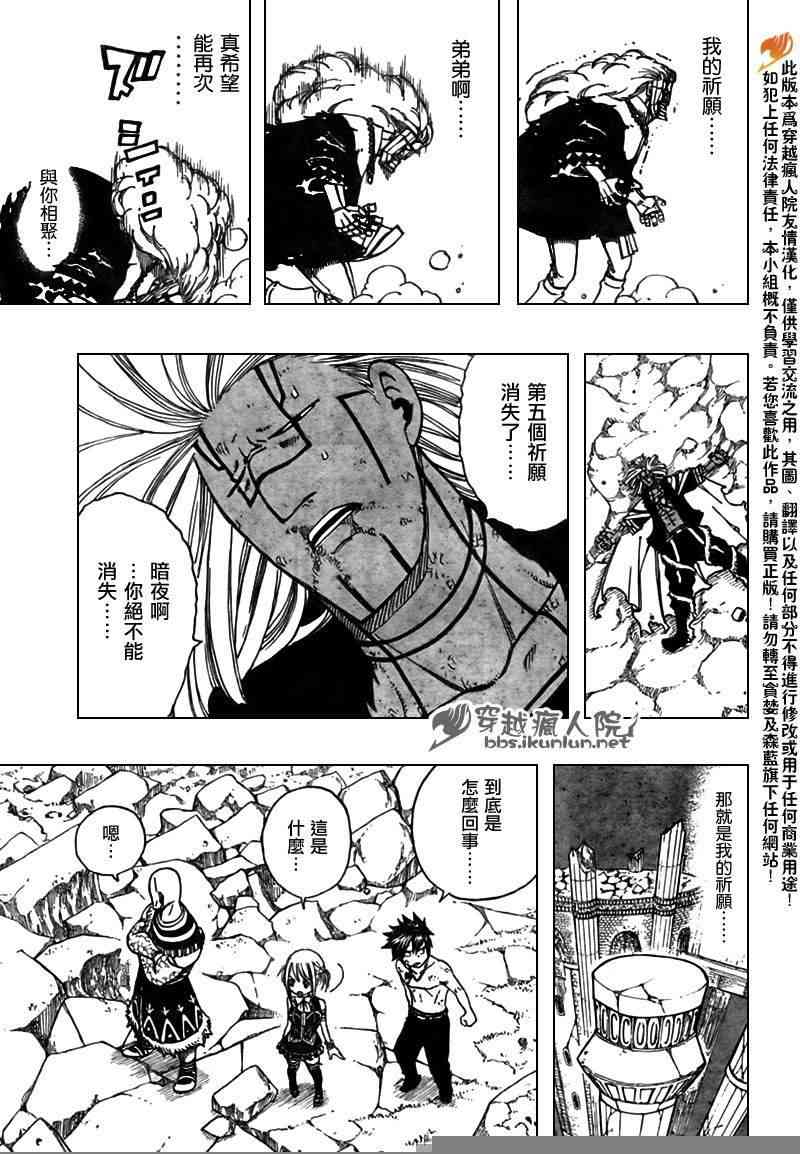 此版本爲穿越瘋人院友情漢化，僅供學習交流之用，其圖、翻譯以及任何部分不得進行修改或用于任何商業用途！
如犯上任何法律責任，本小組概不負責。若您喜歡此作品，請購買正版！請勿轉至貪婪及森藍旗下任何網站！
我的祈願……
弟弟啊……
真希望
能再次
………
ズ
ニ
ロ
與你相聚…
第五個祈願
消失了……
暗夜啊
…你絕不能
消失……
穿越瘋人院
bbs.ikunlun.net
那就是我的祈願……
到底是
怎麼回事…
這是
什麼…
嗯…